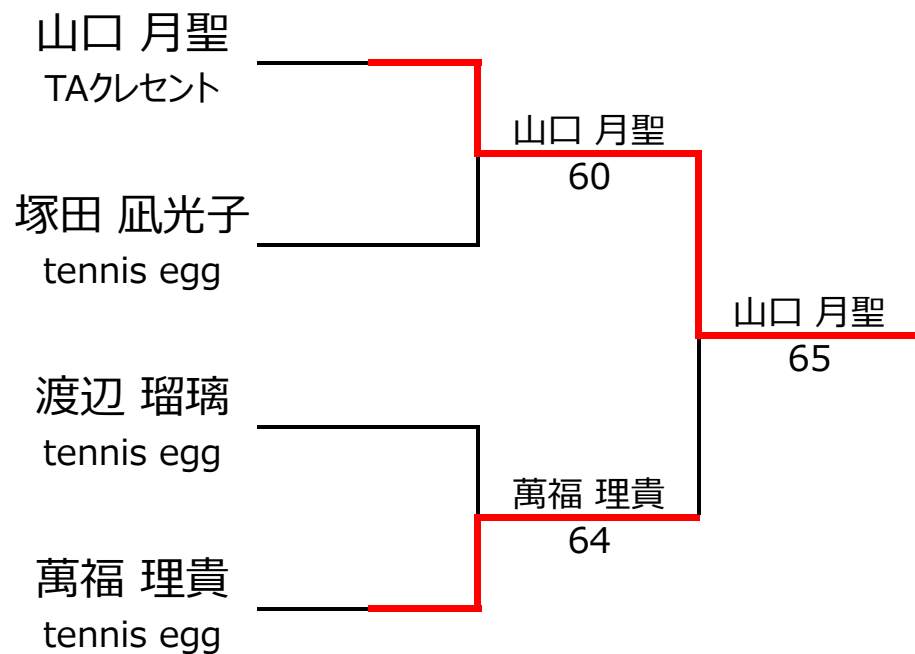 山口 月聖
TAクレセント
山口 月聖
60
塚田 凪光子
tennis egg
山口 月聖
65
渡辺 瑠璃
tennis egg
萬福 理貴
64
萬福 理貴
tennis egg